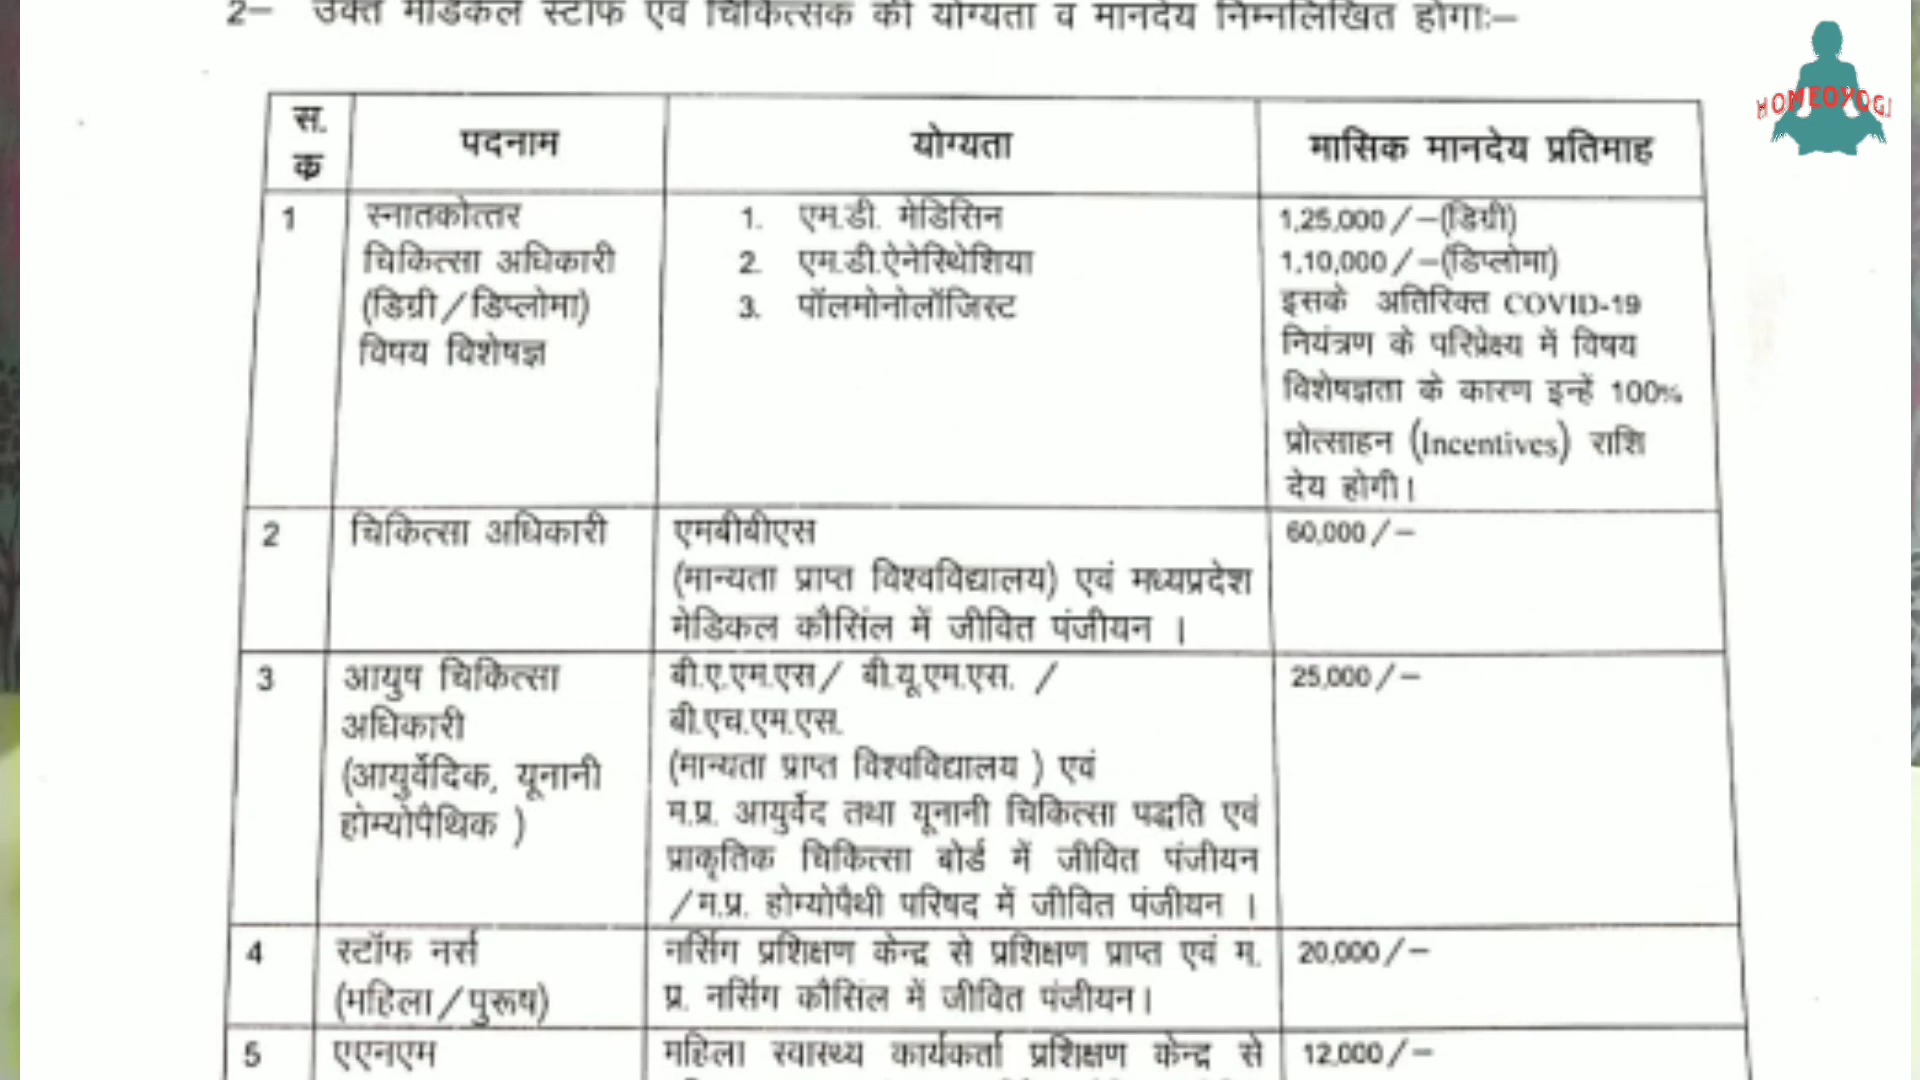 2– उक्त मेडिकल स्टॉफ एवं चिकित्सक की योग्यता व मानदेय निम्नलिखित होगाः–
HOMEOYOGI
स.क्र
पदनाम
योग्यता
मासिक मानदेय प्रतिमाह
1
स्नातकोत्तर
चिकित्सा अधिकारी
(डिग्री/डिप्लोमा)
विषय विशेषज्ञ
1. एम.डी. मेडिसिन
2. एम.डी.ऐनेस्थिेशिया
3. पॉलमोनोलॉजिस्ट
1,25,000/–(डिग्री)
1,10,000/–(डिप्लोमा)
इसके अतिरिक्त COVID-19
नियंत्रण के परिप्रेक्ष्य में विषय
विशेषज्ञता के कारण इन्हें 100%
प्रोत्साहन (Incentives) राशि
देय होगी।
2
चिकित्सा अधिकारी
एमबीबीएस
(मान्यता प्राप्त विश्वविद्यालय) एवं मध्यप्रदेश
मेडिकल कौसिंल में जीवित पंजीयन ।
60,000/–
3
आयुष चिकित्सा
अधिकारी
(आयुर्वेदिक, यूनानी
होम्योपैथिक )
बी.ए.एम.एस/ बी.यू.एम.एस. /
बी.एच.एम.एस.
(मान्यता प्राप्त विश्वविद्यालय ) एवं
म.प्र. आयुर्वेद तथा यूनानी चिकित्सा पद्धति एवं
प्राकृतिक चिकित्सा बोर्ड में जीवित पंजीयन
/म.प्र. होम्योपैथी परिषद में जीवित पंजीयन ।
25,000/–
4
स्टॉफ नर्स
(महिला/पुरूष)
नर्सिग प्रशिक्षण केन्द्र से प्रशिक्षण प्राप्त एवं म.
प्र. नर्सिग कौसिंल में जीवित पंजीयन।
20,000/–
5
एएनएम
महिला स्वास्थ्य कार्यकर्ता प्रशिक्षण केन्द्र से
12,000/–